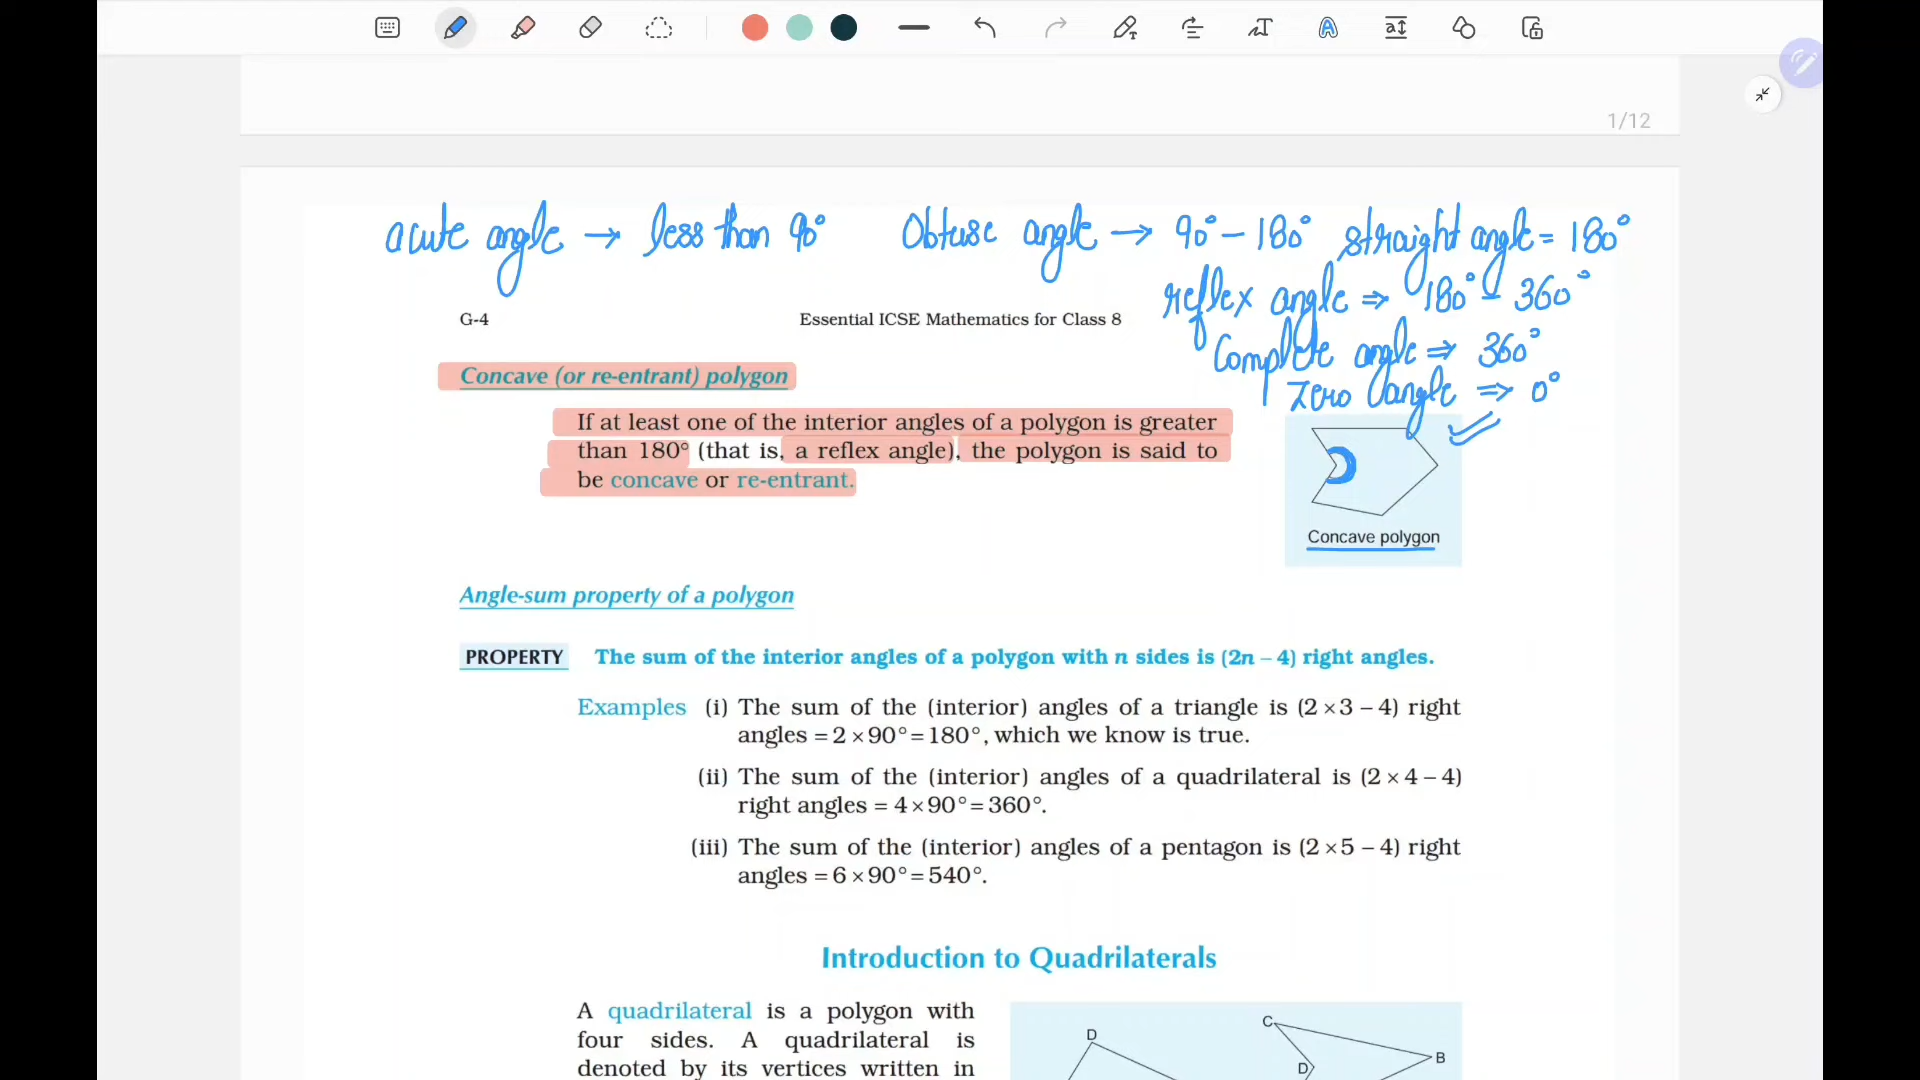 1/12
acute angle → less than 90° Obtuse angle → 90° – 180° straight angle = 180°
reflex angle ⇒ 180° – 360°
G-4 Essential ICSE Mathematics for Class 8
Complete angle ⇒ 360°
Concave (or re-entrant) polygon
Zero angle ⇒ 0°
If at least one of the interior angles of a polygon is greater
than 180° (that is, a reflex angle), the polygon is said to
be concave or re-entrant.
Concave polygon
Angle-sum property of a polygon
PROPERTY The sum of the interior angles of a polygon with n sides is (2n – 4) right angles.
Examples (i) The sum of the (interior) angles of a triangle is (2 × 3 – 4) right
angles = 2 × 90° = 180°, which we know is true.
(ii) The sum of the (interior) angles of a quadrilateral is (2 × 4 – 4)
right angles = 4 × 90° = 360°.
(iii) The sum of the (interior) angles of a pentagon is (2 × 5 – 4) right
angles = 6 × 90° = 540°.
Introduction to Quadrilaterals
A quadrilateral is a polygon with
four sides. A quadrilateral is
denoted by its vertices written in
C
D
B
D